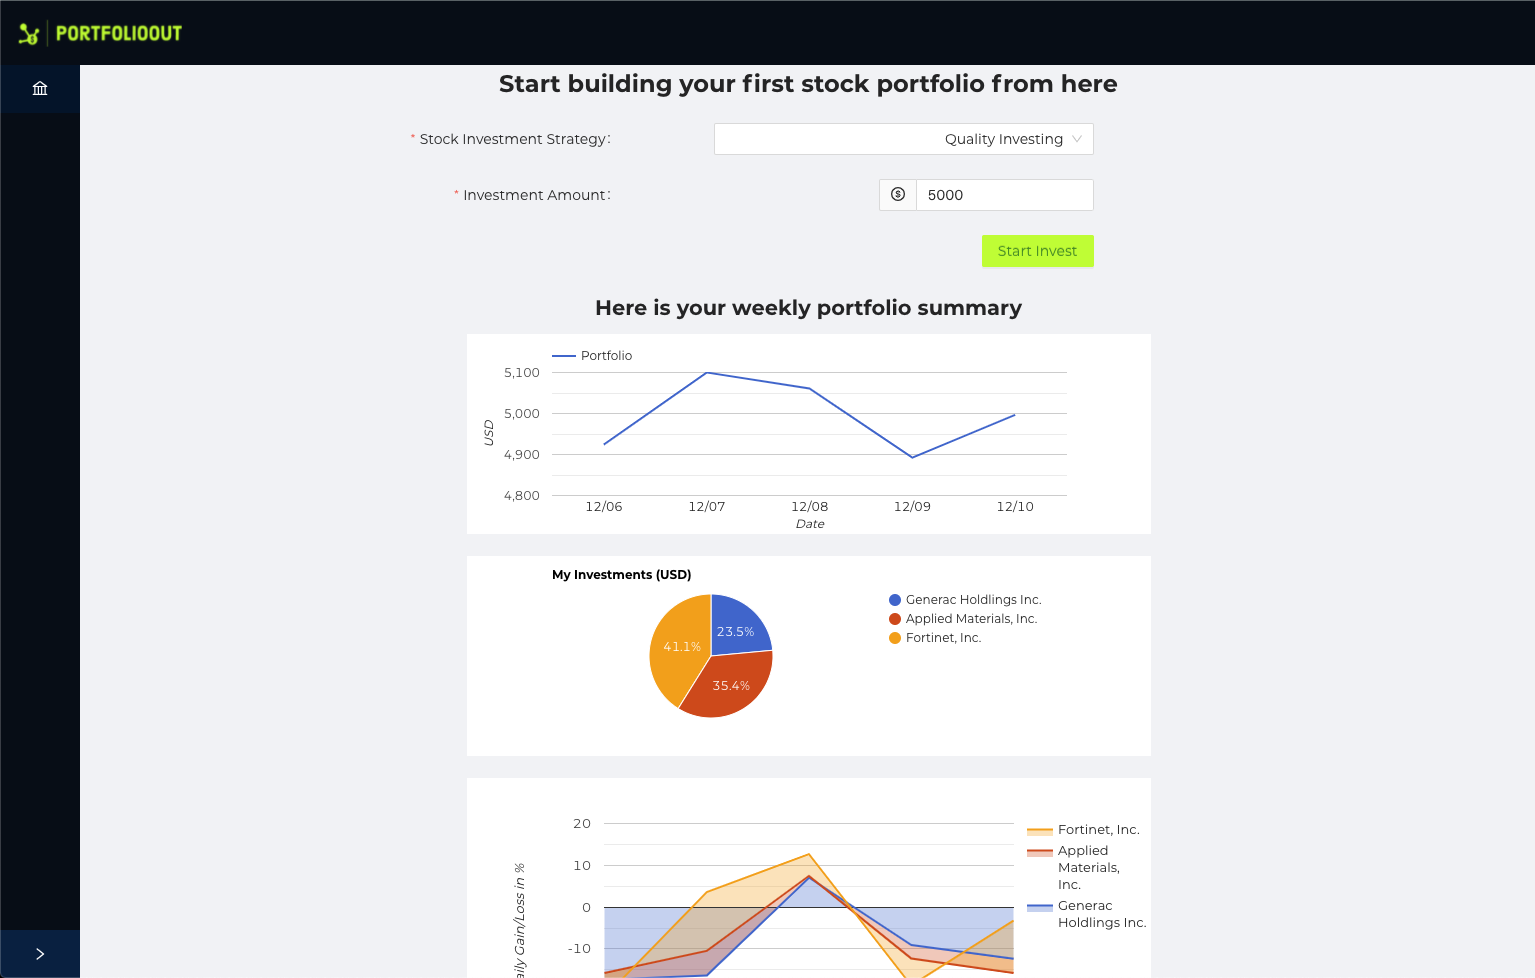 PORTFOLIOOUT
Start building your first stock portfolio from here
* Stock Investment Strategy:
Quality Investing
* Investment Amount:
5000
Start Invest
Here is your weekly portfolio summary
Portfolio
5,100
5,000
4,900
4,800
USD
12/06 12/07 12/08 12/09 12/10
Date
My Investments (USD)
23.5%
41.1%
35.4%
Generac Holdlings Inc.
Applied Materials, Inc.
Fortinet, Inc.
20
10
0
-10
Gain/Loss in %
Fortinet, Inc.
Applied
Materials,
Inc.
Generac
Holdlings Inc.